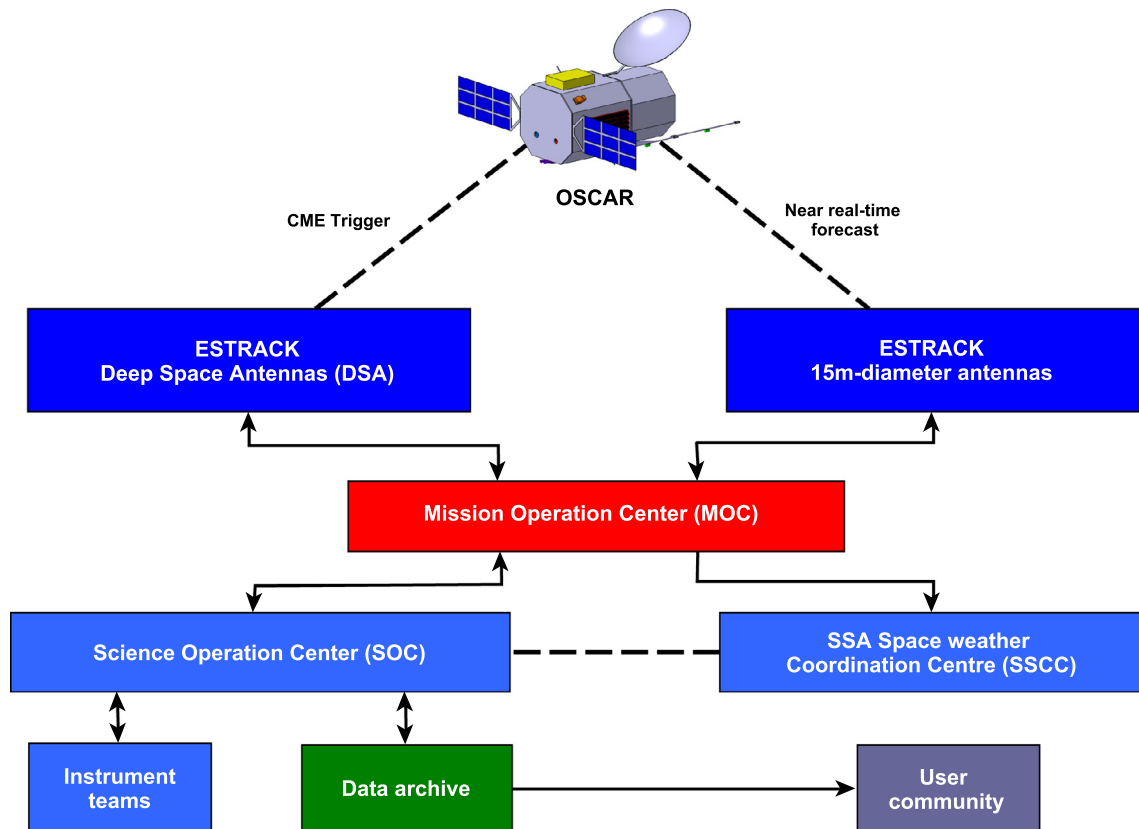 OSCAR
CME Trigger
Near real-time
forecast
ESTRACK
Deep Space Antennas (DSA)
ESTRACK
15m-diameter antennas
Mission Operation Center (MOC)
Science Operation Center (SOC)
SSA Space weather
Coordination Centre (SSCC)
Instrument
teams
Data archive
User
community